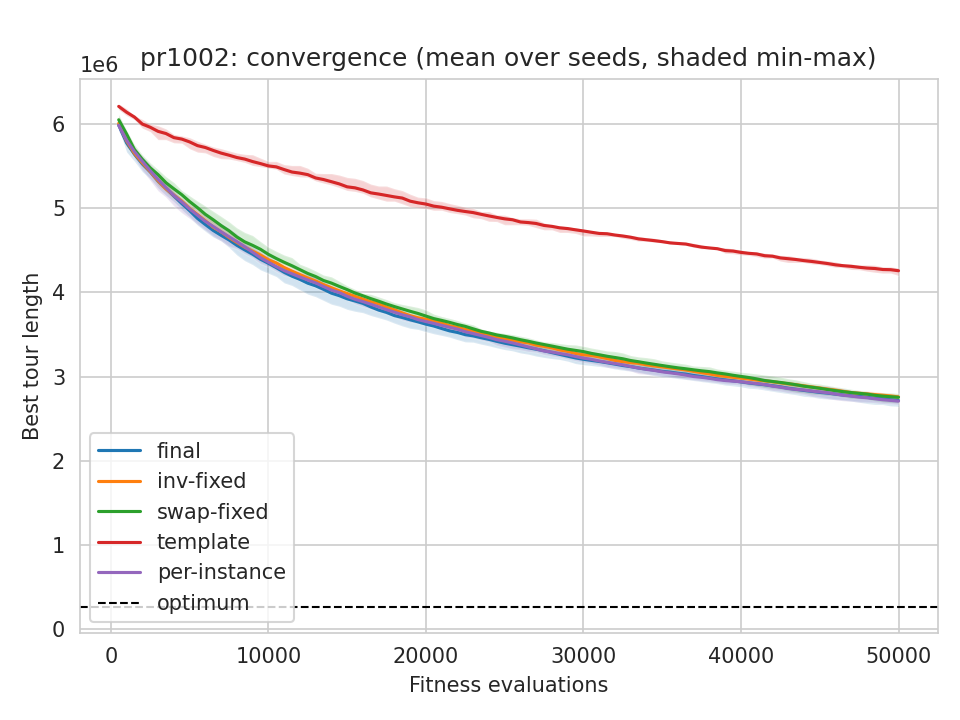 pr1002: convergence (mean over seeds, shaded min-max)
1e6
6
5
4
3
2
1
0
Best tour length
final
inv-fixed
swap-fixed
template
per-instance
optimum
0 10000 20000 30000 40000 50000
Fitness evaluations